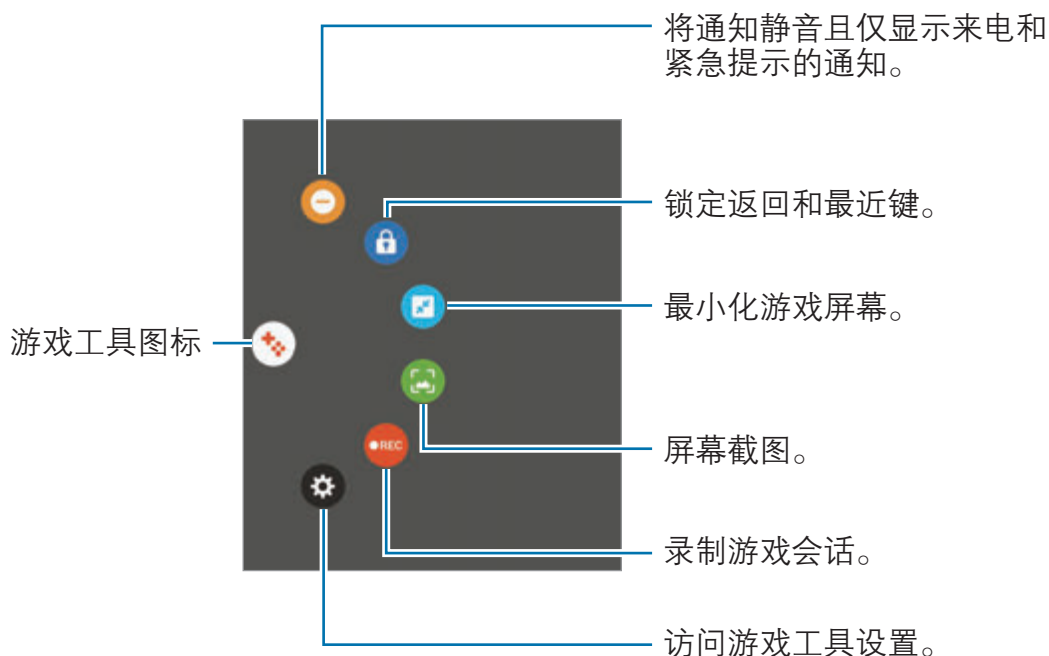 将通知静音且仅显示来电和
紧急提示的通知。
锁定返回和最近键。
最小化游戏屏幕。
游戏工具图标
屏幕截图。
REC
录制游戏会话。
访问游戏工具设置。